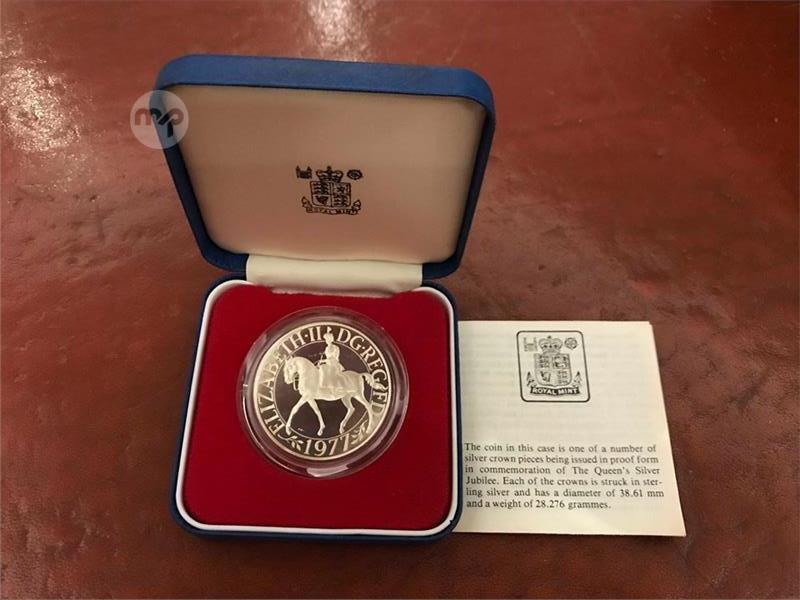 mp
ROYAL MINT
ELIZABETH·II D·G·REG·F·D
1977
ROYAL MINT
The coin in this case is one of a number of
silver crown pieces being issued in proof form
in commemoration of The Queen's Silver
Jubilee. Each of the crowns is struck in ster-
ling silver and has a diameter of 38.61 mm
and a weight of 28.276 grammes.